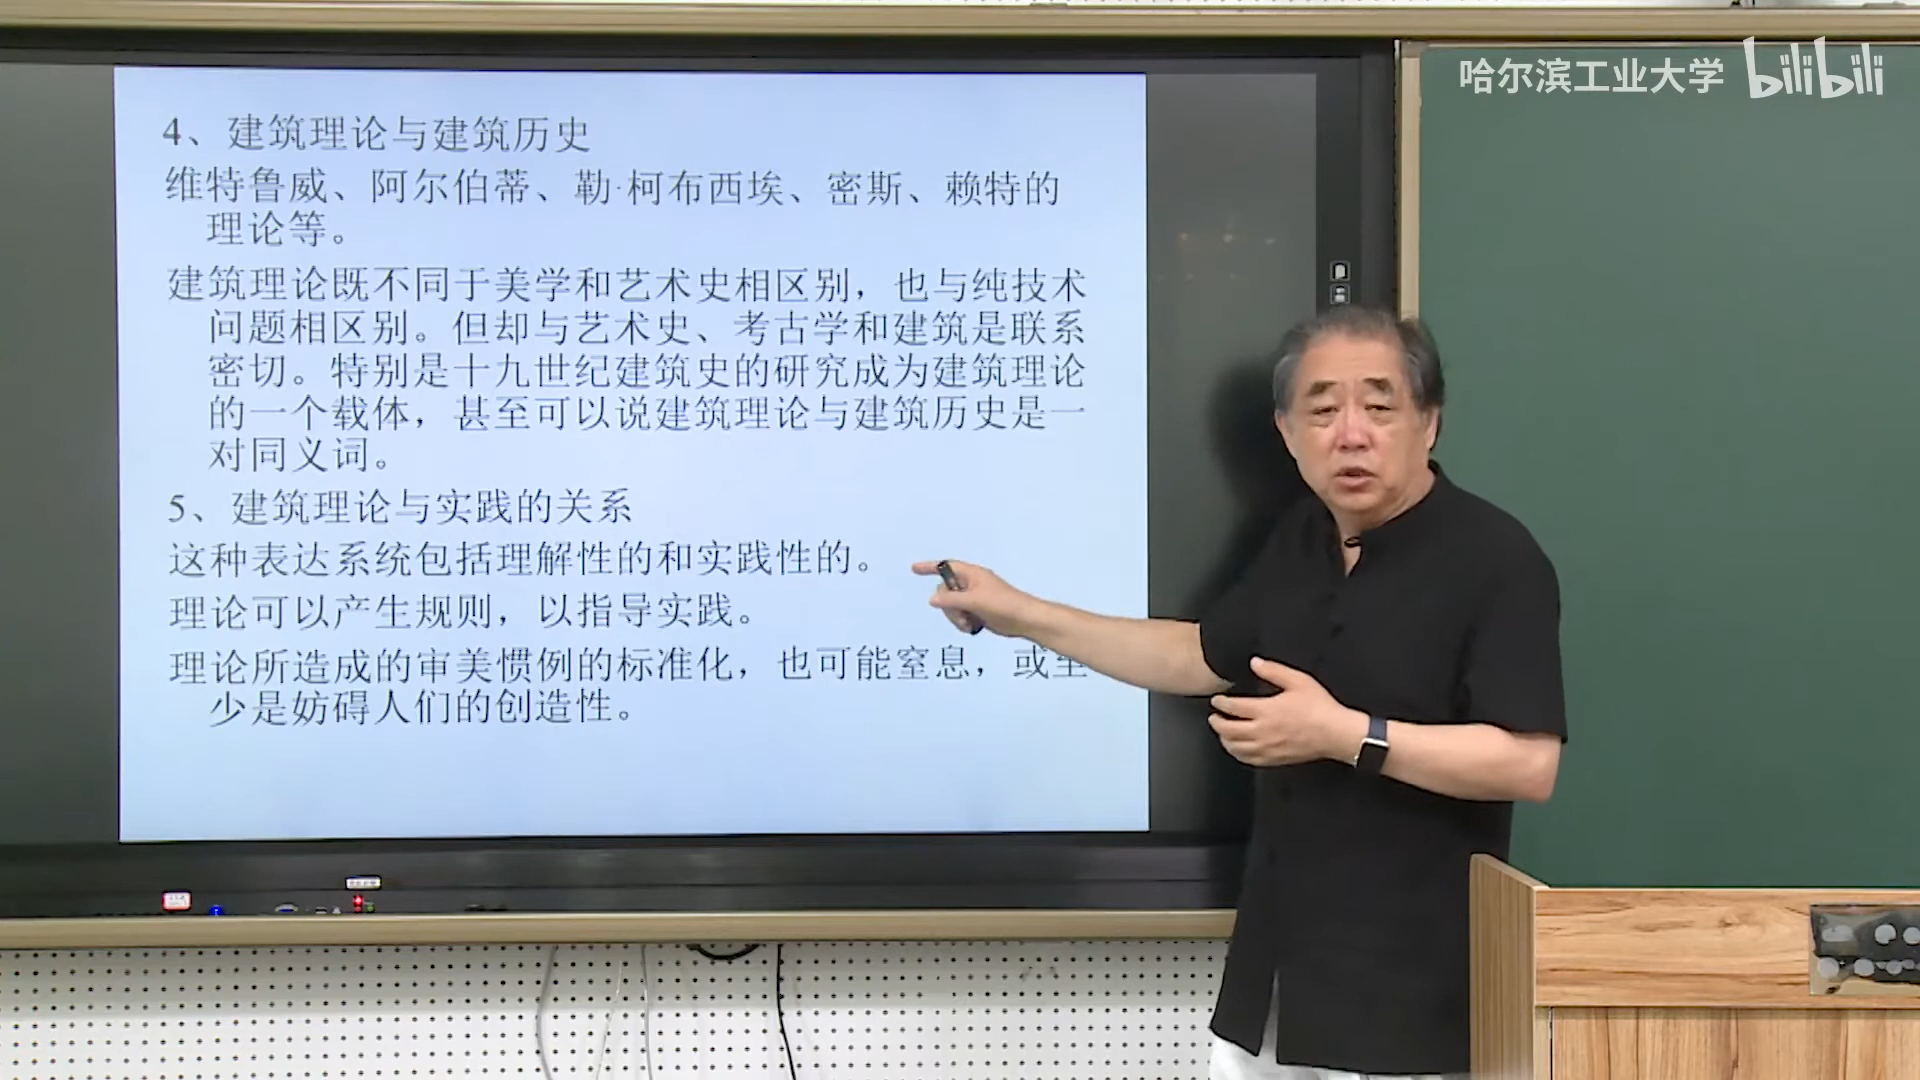 哈尔滨工业大学 bilibili
4、建筑理论与建筑历史
维特鲁威、阿尔伯蒂、勒·柯布西埃、密斯、赖特的
理论等。
建筑理论既不同于美学和艺术史相区别，也与纯技术
问题相区别。但却与艺术史、考古学和建筑是联系
密切。特别是十九世纪建筑史的研究成为建筑理论
的一个载体，甚至可以说建筑理论与建筑历史是一
对同义词。
5、建筑理论与实践的关系
这种表达系统包括理解性的和实践性的。
理论可以产生规则，以指导实践。
理论所造成的审美惯例的标准化，也可能窒息，或至
少是妨碍人们的创造性。